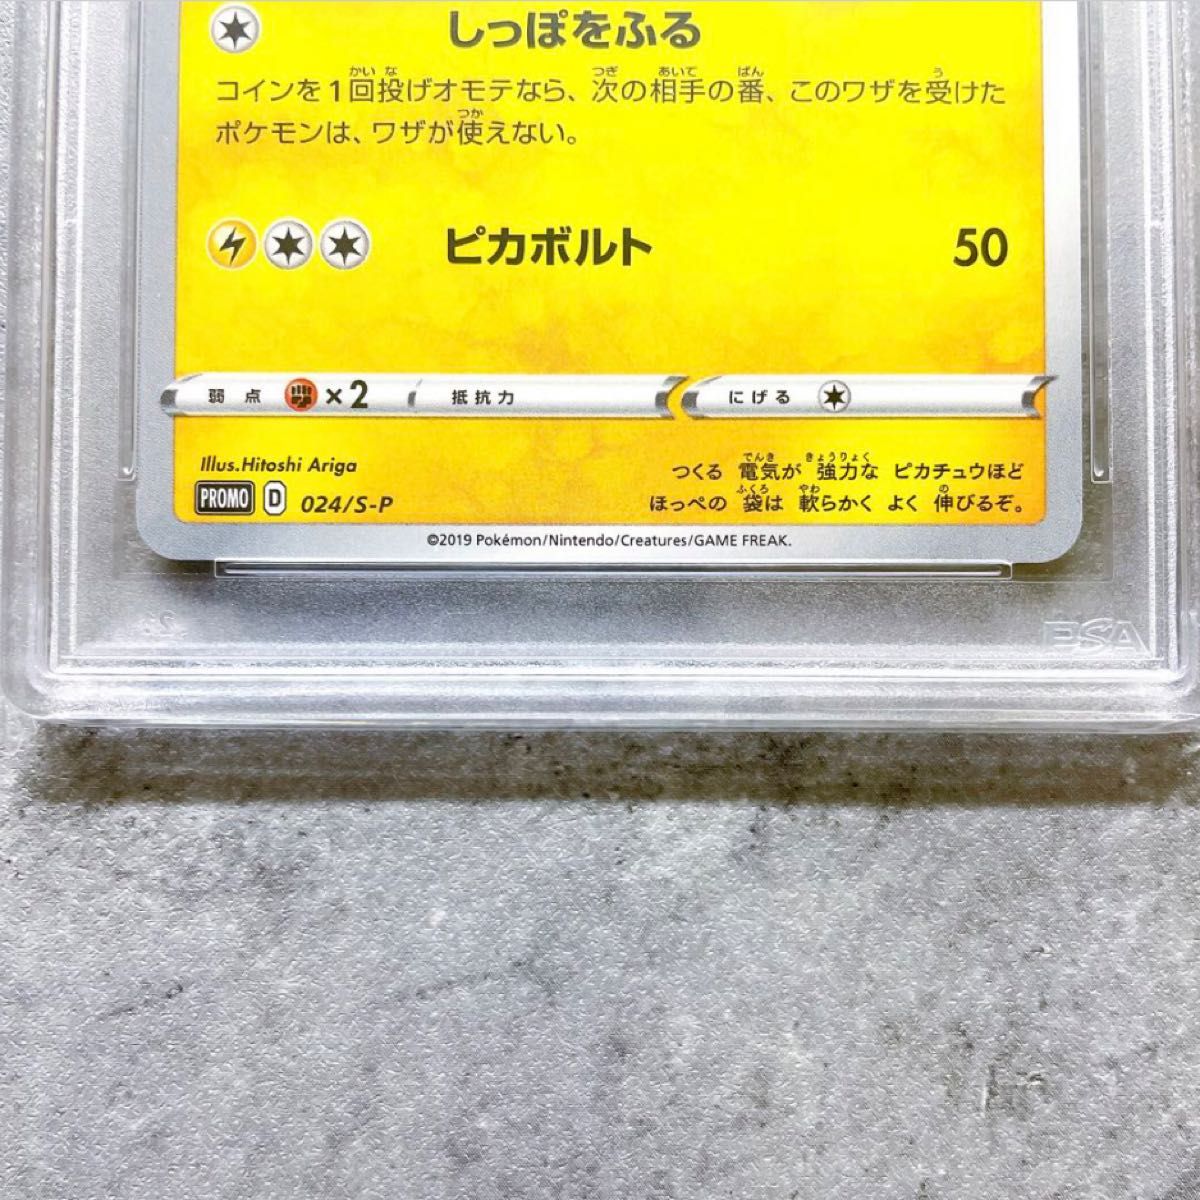 しっぽをふる
コインを1回投げオモテなら、次の相手の番、このワザを受けた
ポケモンは、ワザが使えない。
ピカボルト 50
弱点 ×2 抵抗力 にげる
Illus.Hitoshi Ariga
PROMO D 024/S-P
つくる 電気が 強力な ピカチュウほど
ほっぺの 袋は 軟らかく よく 伸びるぞ。
©2019 Pokémon/Nintendo/Creatures/GAME FREAK.